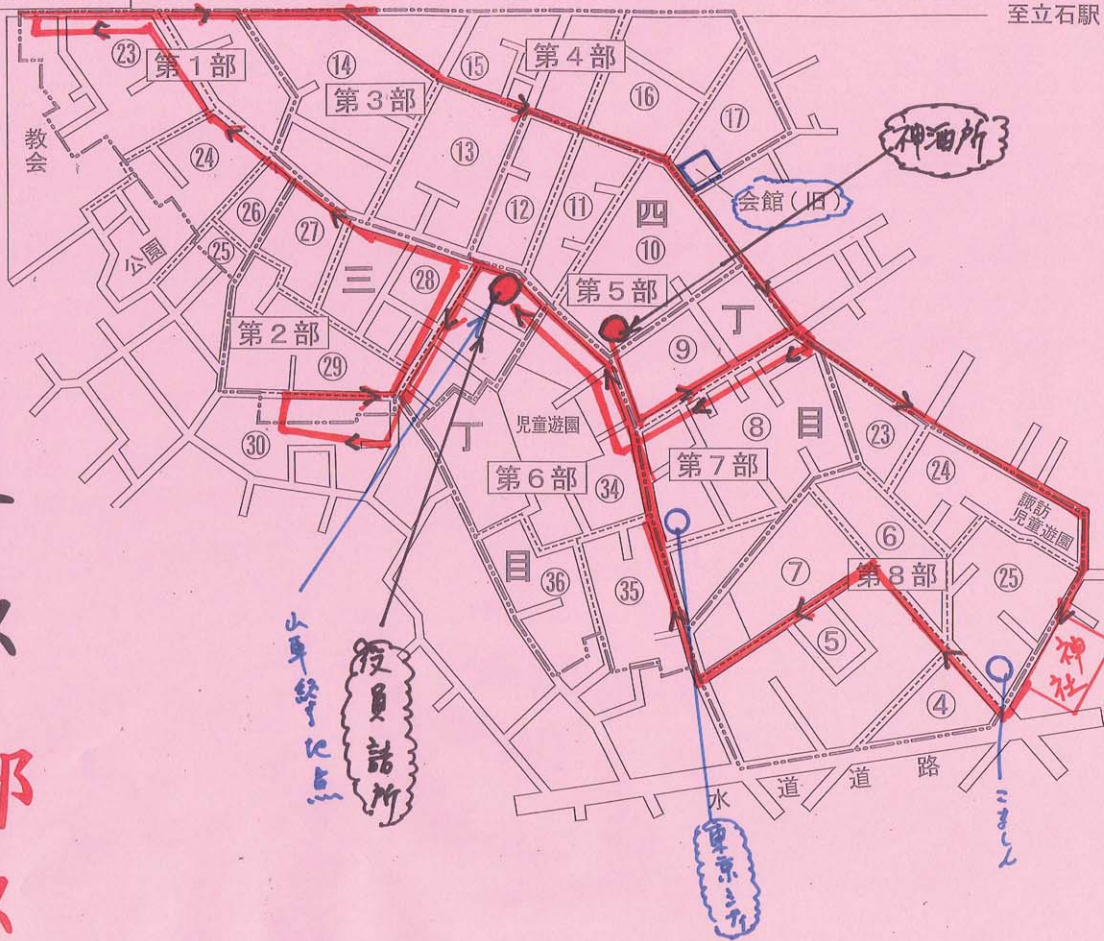 至立石駅
第1部
第4部
第3部
第2部
第5部
第6部
第7部
第8部
㉓
⑭
⑮
⑯
⑰
教会
㉔
⑬
神酒所
㉖
㉗
⑫
⑪
四
会館(旧)
公園
㉕
三
㉘
⑩
㉙
⑨
丁
㉚
丁
児童遊園
⑧
目
㉓
㉔
㉞
諏訪
児童遊園
⑥
目
㊱
㉟
⑦
㉕
⑤
神社
④
山車終了地点
役員詰所
水道道路
東京シティ
こましん
部